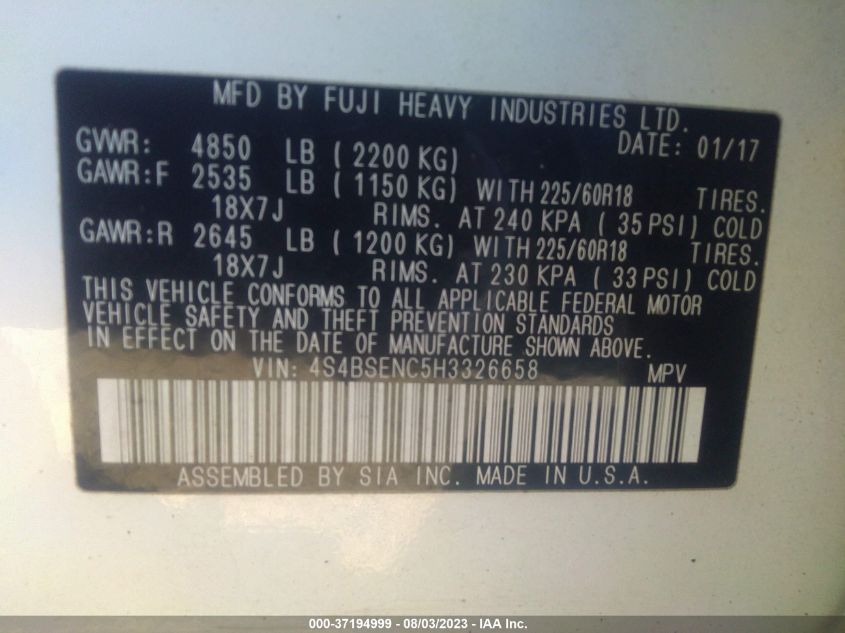 MFD BY FUJI HEAVY INDUSTRIES LTD.
GVWR: 4850 LB ( 2200 KG) DATE: 01/17
GAWR:F 2535 LB ( 1150 KG) WITH 225/60R18 TIRES.
18X7J RIMS. AT 240 KPA ( 35 PSI) COLD
GAWR:R 2645 LB ( 1200 KG) WITH 225/60R18 TIRES.
18X7J RIMS. AT 230 KPA ( 33 PSI) COLD
THIS VEHICLE CONFORMS TO ALL APPLICABLE FEDERAL MOTOR
VEHICLE SAFETY AND THEFT PREVENTION STANDARDS
IN EFFECT ON THE DATE OF MANUFACTURE SHOWN ABOVE.
VIN: 4S4BSENC5H3326658 MPV
ASSEMBLED BY SIA INC. MADE IN U.S.A.
000-37194999 - 08/03/2023 - IAA Inc.